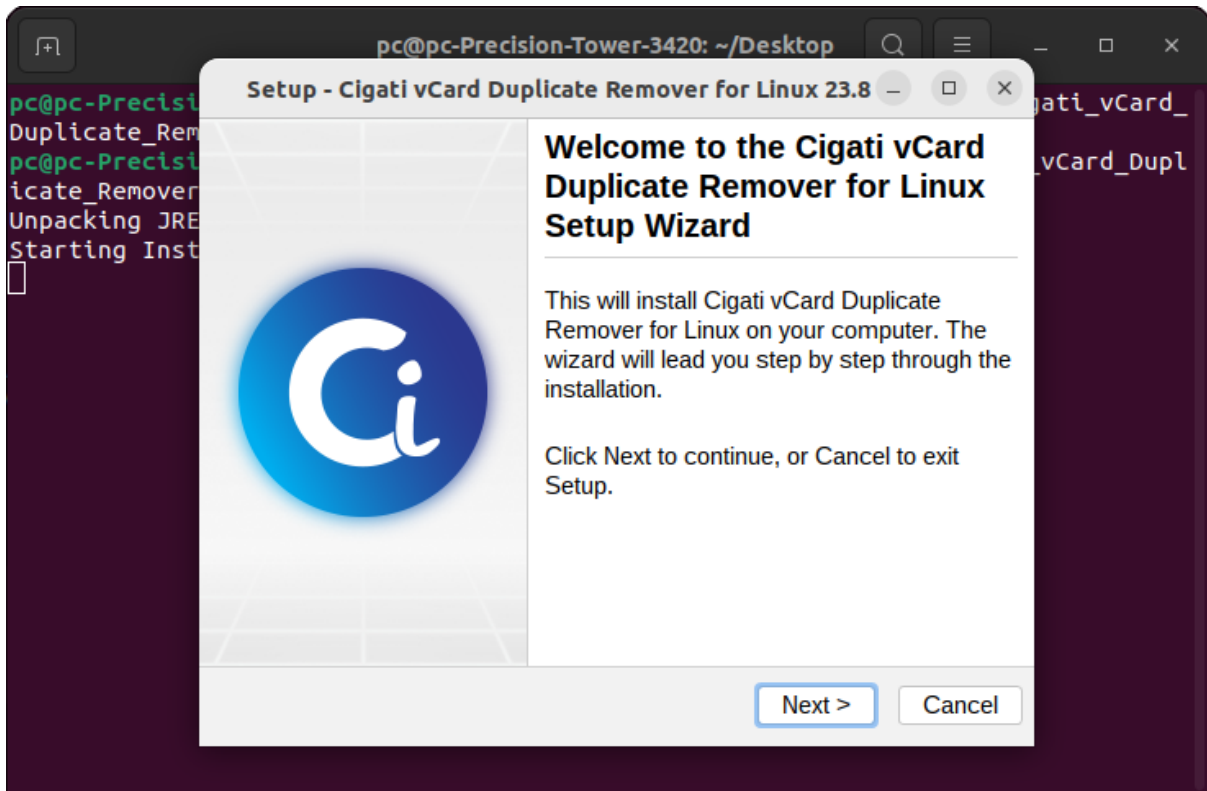 pc@pc-Precision-Tower-3420: ~/Desktop
Setup - Cigati vCard Duplicate Remover for Linux 23.8
pc@pc-Precisi gati_vCard_
Duplicate_Rem
pc@pc-Precisi _vCard_Dupl
icate_Remover
Unpacking JRE
Starting Inst
Ci
Welcome to the Cigati vCard
Duplicate Remover for Linux
Setup Wizard
This will install Cigati vCard Duplicate
Remover for Linux on your computer. The
wizard will lead you step by step through the
installation.
Click Next to continue, or Cancel to exit
Setup.
Next >
Cancel